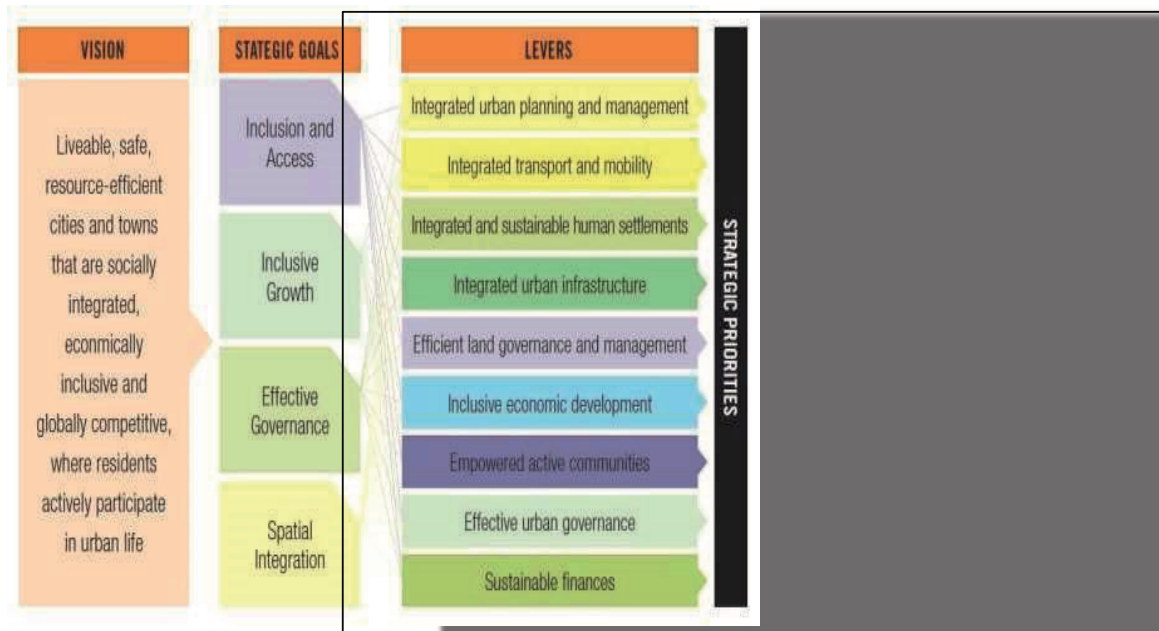 VISION
Liveable, safe,
resource-efficient
cities and towns
that are socially
integrated,
econmically
inclusive and
globally competitive,
where residents
actively participate
in urban life
STATEGIC GOALS
Inclusion and
Access
Inclusive
Growth
Effective
Governance
Spatial
Integration
LEVERS
Integrated urban planning and management
Integrated transport and mobility
Integrated and sustainable human settlements
Integrated urban infrastructure
Efficient land governance and management
Inclusive economic development
Empowered active communities
Effective urban governance
Sustainable finances
STRATEGIC PRIORITIES